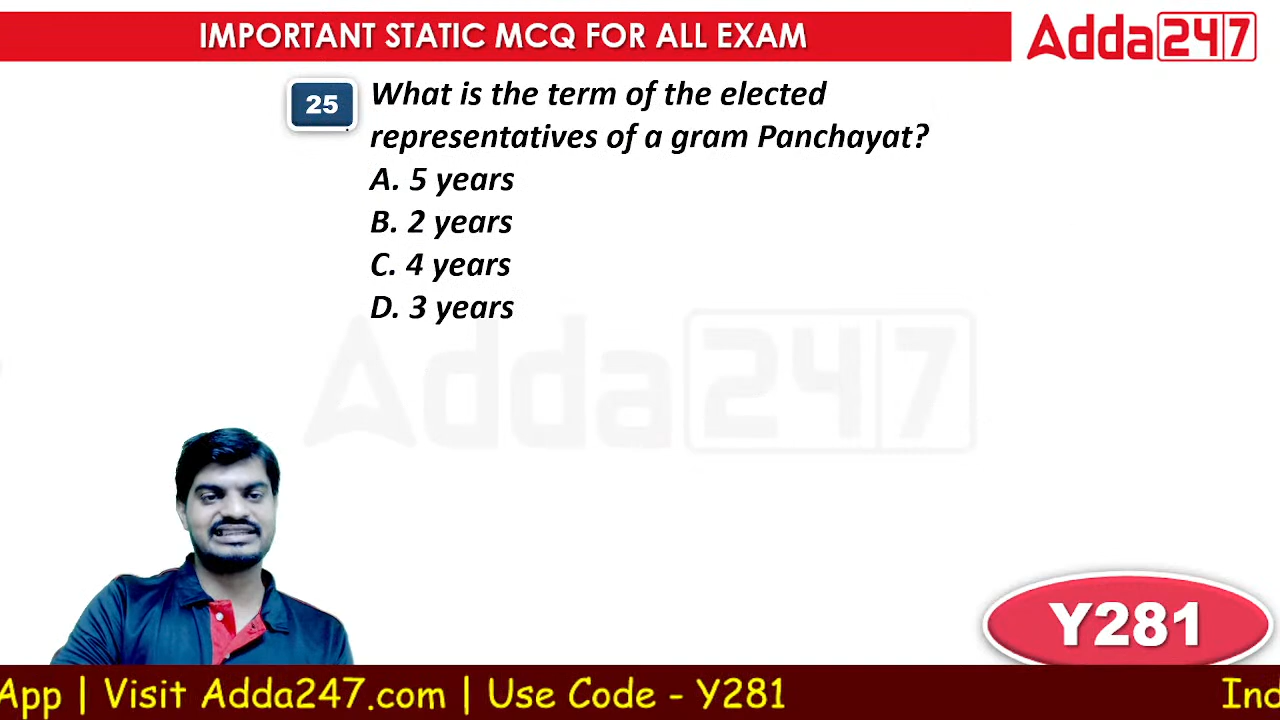 IMPORTANT STATIC MCQ FOR ALL EXAM
Adda247
25
What is the term of the elected
representatives of a gram Panchayat?
A. 5 years
B. 2 years
C. 4 years
D. 3 years
Adda247
Y281
App | Visit Adda247.com | Use Code - Y281
Ind